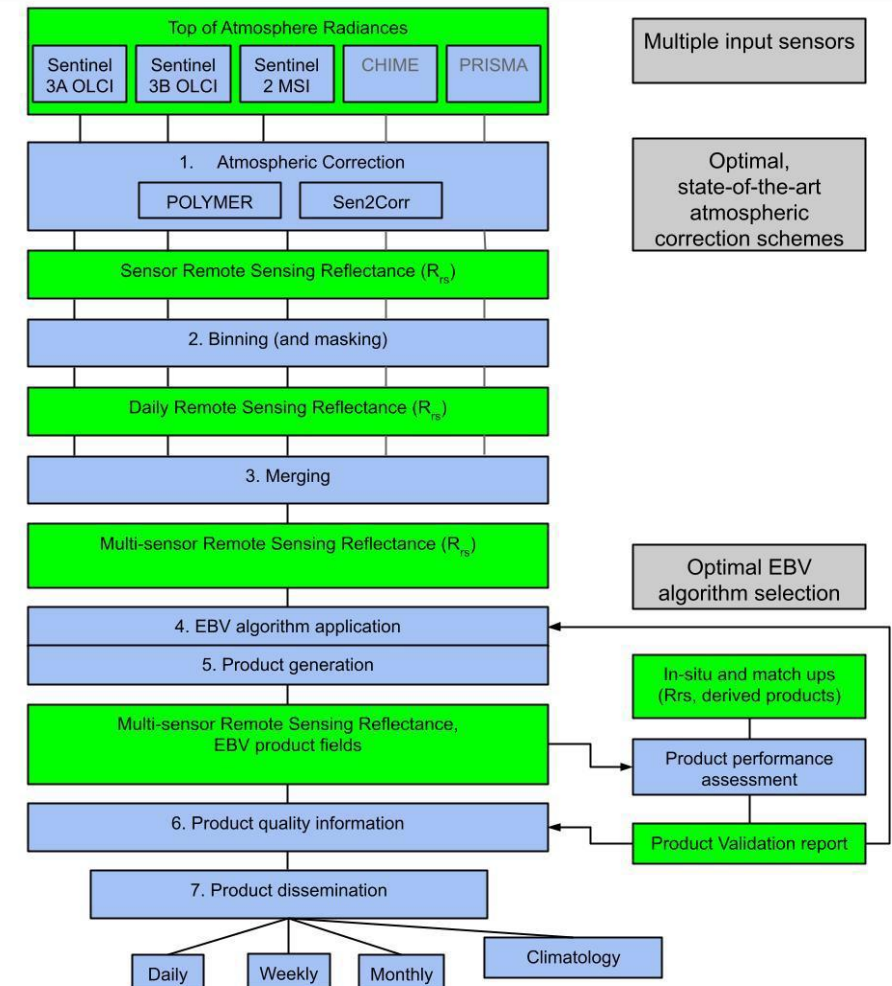 Top of Atmosphere Radiances
Sentinel
3A OLCI
Sentinel
3B OLCI
Sentinel
2 MSI
CHIME
PRISMA
Multiple input sensors
1. Atmospheric Correction
POLYMER
Sen2Corr
Optimal,
state-of-the-art
atmospheric
correction schemes
Sensor Remote Sensing Reflectance (Rrs)
2. Binning (and masking)
Daily Remote Sensing Reflectance (Rrs)
3. Merging
Multi-sensor Remote Sensing Reflectance (Rrs)
Optimal EBV
algorithm selection
4. EBV algorithm application
5. Product generation
In-situ and match ups
(Rrs, derived products)
Multi-sensor Remote Sensing Reflectance,
EBV product fields
Product performance
assessment
6. Product quality information
Product Validation report
7. Product dissemination
Daily
Weekly
Monthly
Climatology